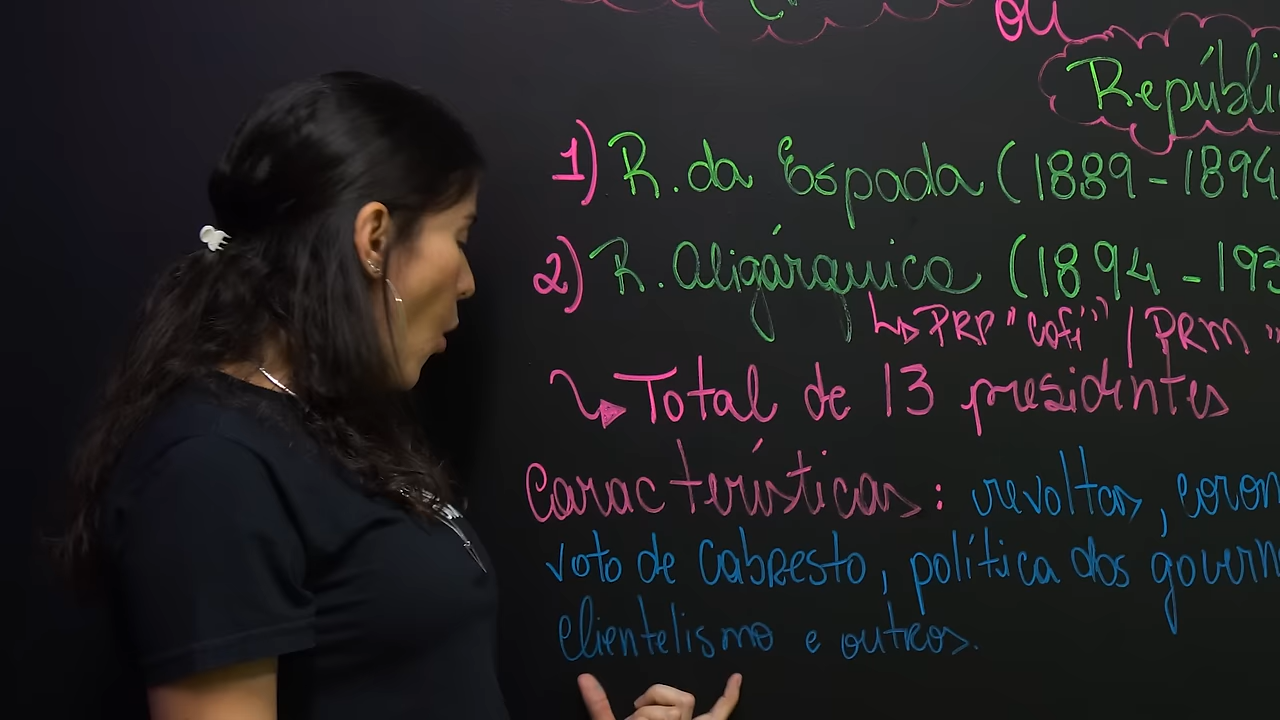 ou
Repúbli
1) R. da Espada (1889 - 1894
2) R. Oligárquica (1894 - 193
↳ PRP "Café" / PRM "
↳ Total de 13 presidentes
Características: revoltas, coron
voto de cabresto, política dos govern
clientelismo e outros.